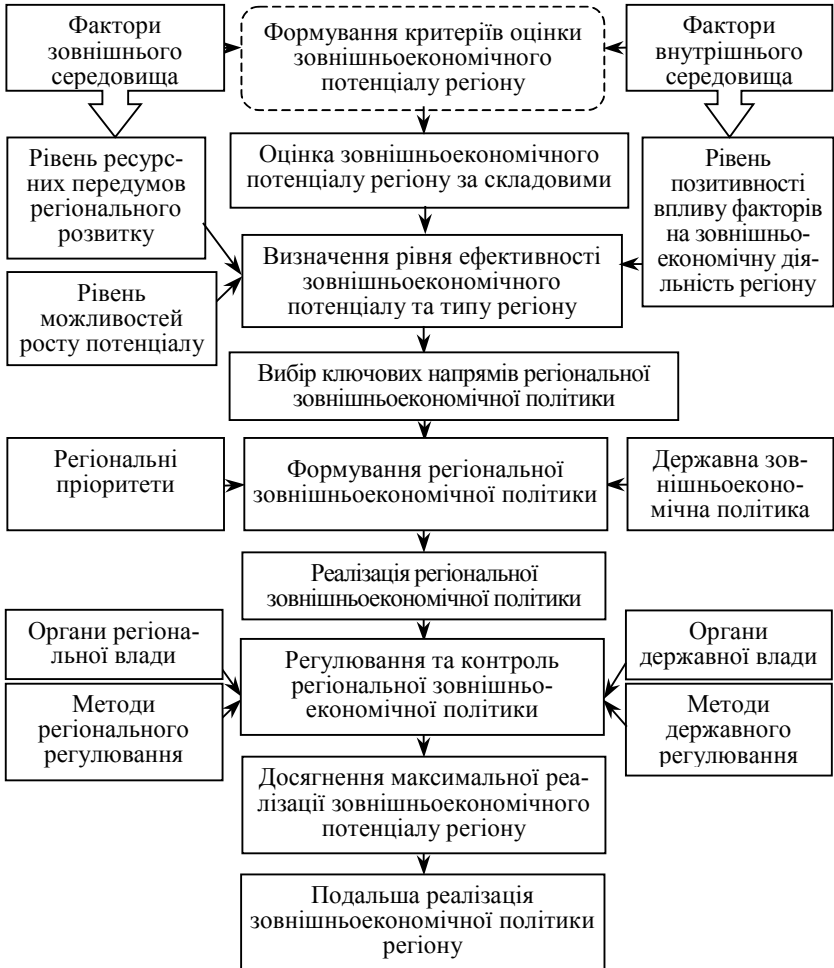 Фактори
зовнішнього
середовища
Формування критеріїв оцінки
зовнішньоекономічного
потенціалу регіону
Фактори
внутрішнього
середовища
Рівень ресурс-
них передумов
регіонального
розвитку
Оцінка зовнішньоекономічного
потенціалу регіону за складовими
Рівень
позитивності
впливу факторів
на зовнішньо-
економічну дія-
льність регіону
Визначення рівня ефективності
зовнішньоекономічного
потенціалу та типу регіону
Рівень
можливостей
росту потенціалу
Вибір ключових напрямів регіональної
зовнішньоекономічної політики
Регіональні
пріоритети
Формування регіональної
зовнішньоекономічної політики
Державна зов-
нішньоеконо-
мічна політика
Реалізація регіональної
зовнішньоекономічної політики
Органи регіона-
льної влади
Регулювання та контроль
регіональної зовнішньо-
економічної політики
Органи
державної влади
Методи
регіонального
регулювання
Методи
державного
регулювання
Досягнення максимальної реа-
лізації зовнішньоекономічного
потенціалу регіону
Подальша реалізація
зовнішньоекономічної політики
регіону